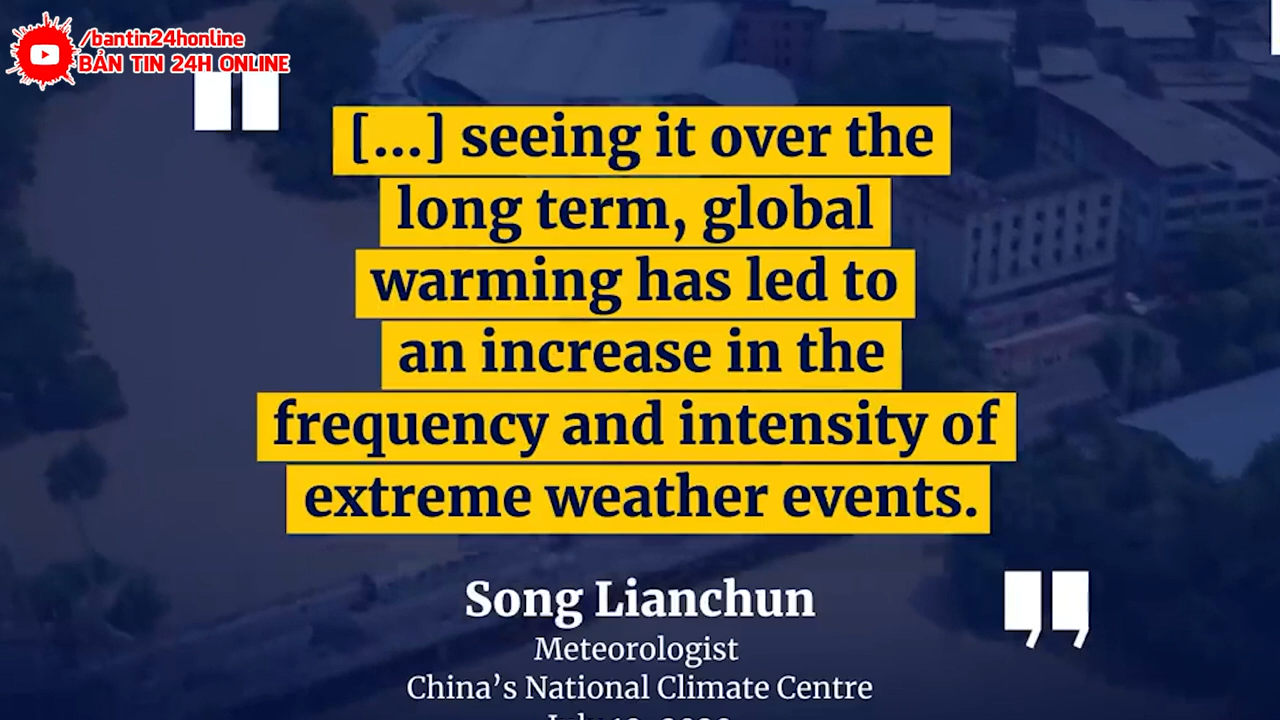 /bantin24honline
BẢN TIN 24H ONLINE
"
[...] seeing it over the
long term, global
warming has led to
an increase in the
frequency and intensity of
extreme weather events.
"
Song Lianchun
Meteorologist
China's National Climate Centre